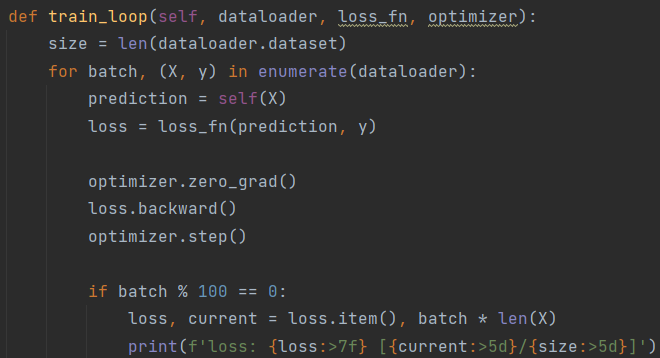 def train_loop(self, dataloader, loss_fn, optimizer):
    size = len(dataloader.dataset)
    for batch, (X, y) in enumerate(dataloader):
        prediction = self(X)
        loss = loss_fn(prediction, y)

        optimizer.zero_grad()
        loss.backward()
        optimizer.step()

        if batch % 100 == 0:
            loss, current = loss.item(), batch * len(X)
            print(f'loss: {loss:>7f} [{current:>5d}/{size:>5d}]')